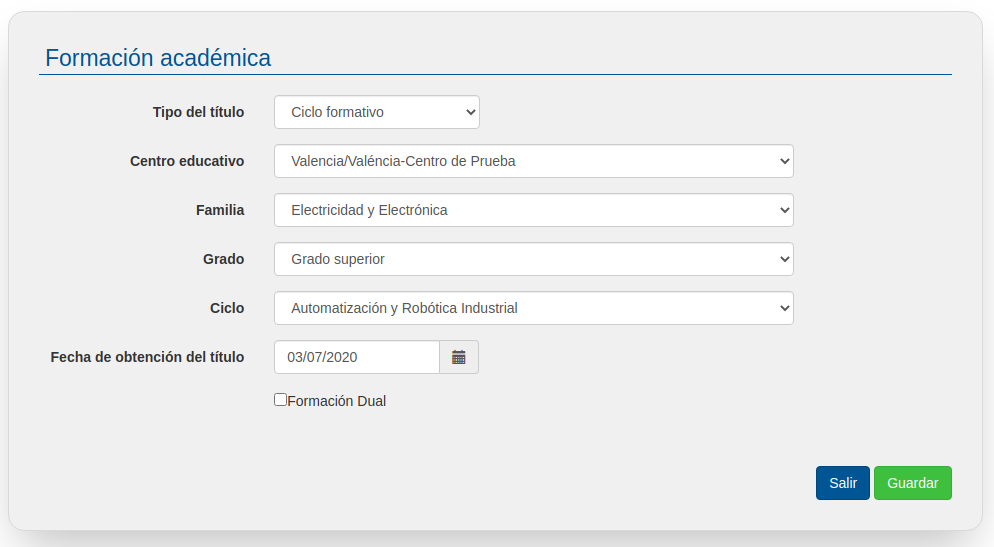 Formación académica
Tipo del título Ciclo formativo
Centro educativo Valencia/Valéncia-Centro de Prueba
Familia Electricidad y Electrónica
Grado Grado superior
Ciclo Automatización y Robótica Industrial
Fecha de obtención del título 03/07/2020
Formación Dual
Salir Guardar